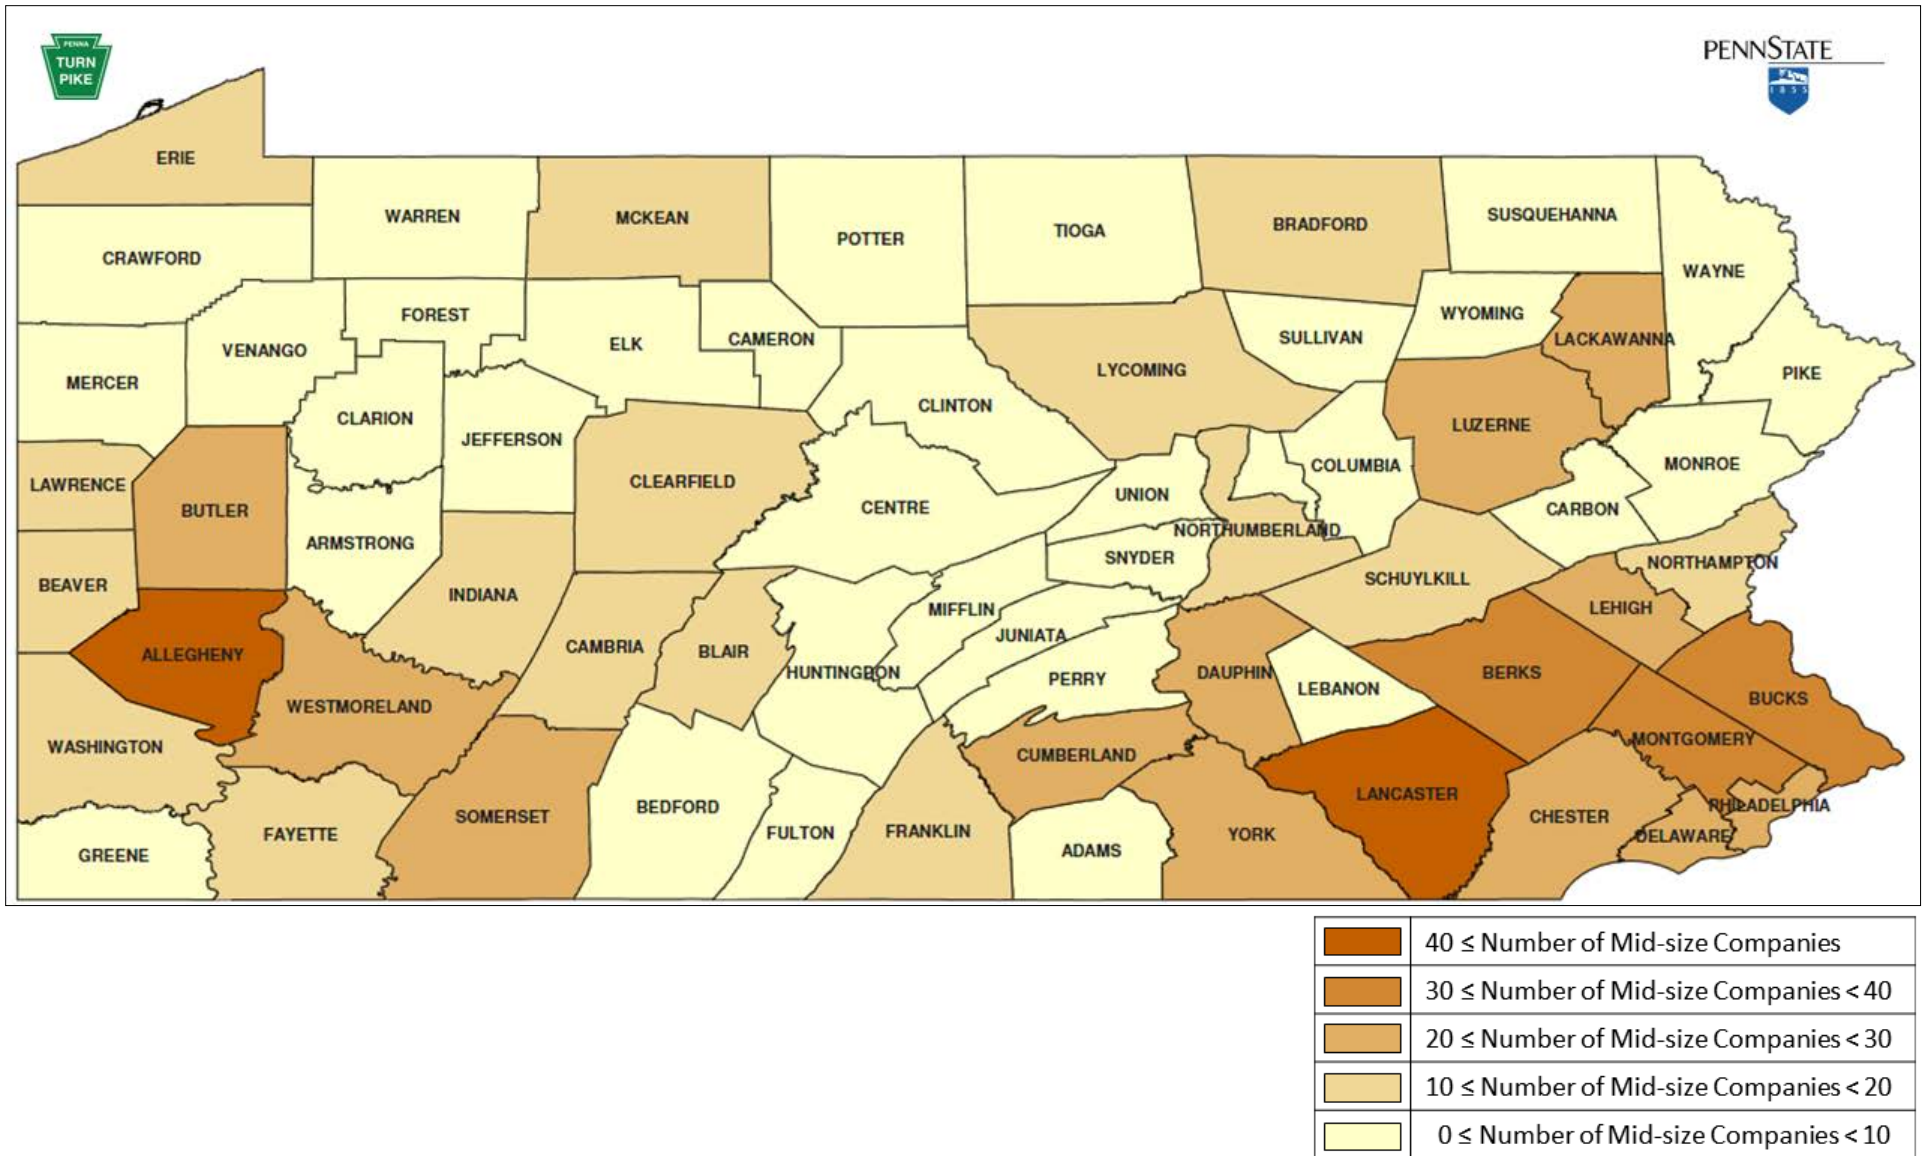 PENNA
TURN
PIKE
PENNSTATE
1855
ERIE
WARREN
MCKEAN
POTTER
TIOGA
BRADFORD
SUSQUEHANNA
WAYNE
CRAWFORD
FOREST
VENANGO
ELK
CAMERON
SULLIVAN
WYOMING
LACKAWANNA
PIKE
MERCER
CLARION
JEFFERSON
CLINTON
LYCOMING
LUZERNE
LAWRENCE
BUTLER
CLEARFIELD
CENTRE
UNION
COLUMBIA
MONROE
CARBON
ARMSTRONG
SNYDER
NORTHUMBERLAND
NORTHAMPTON
BEAVER
INDIANA
SCHUYLKILL
LEHIGH
MIFFLIN
ALLEGHENY
CAMBRIA
BLAIR
JUNIATA
HUNTINGDON
PERRY
DAUPHIN
LEBANON
BERKS
BUCKS
WESTMORELAND
WASHINGTON
CUMBERLAND
MONTGOMERY
LANCASTER
PHILADELPHIA
SOMERSET
BEDFORD
FULTON
FRANKLIN
ADAMS
YORK
CHESTER
DELAWARE
FAYETTE
GREENE
40 ≤ Number of Mid-size Companies
30 ≤ Number of Mid-size Companies < 40
20 ≤ Number of Mid-size Companies < 30
10 ≤ Number of Mid-size Companies < 20
0 ≤ Number of Mid-size Companies < 10